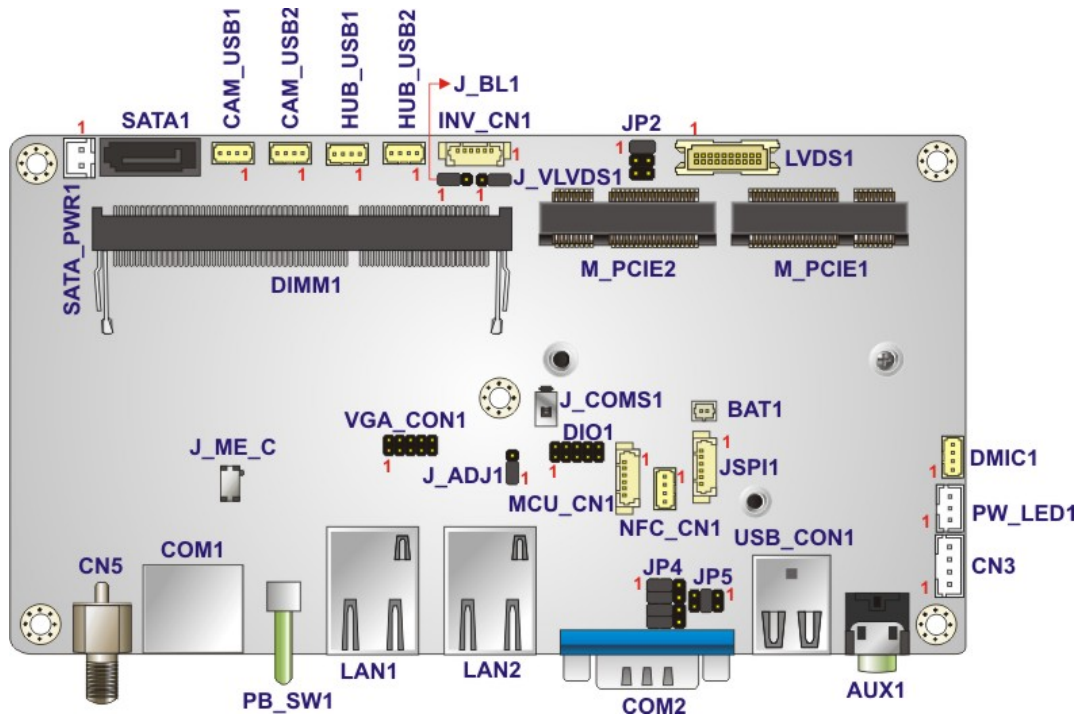 CAM_USB1
CAM_USB2
HUB_USB1
HUB_USB2
J_BL1
1
SATA1
INV_CN1
JP2
1
1
LVDS1
1
1
1
1
1
J_VLVDS1
1
1
SATA_PWR1
DIMM1
M_PCIE2
M_PCIE1
J_COMS1
BAT1
VGA_CON1
DIO1
1
J_ME_C
1
1
JSPI1
DMIC1
1
1
J_ADJ1
1
1
MCU_CN1
PW_LED1
1
NFC_CN1
USB_CON1
CN5
COM1
JP4
JP5
CN3
1
1
1
LAN1
LAN2
PB_SW1
COM2
AUX1